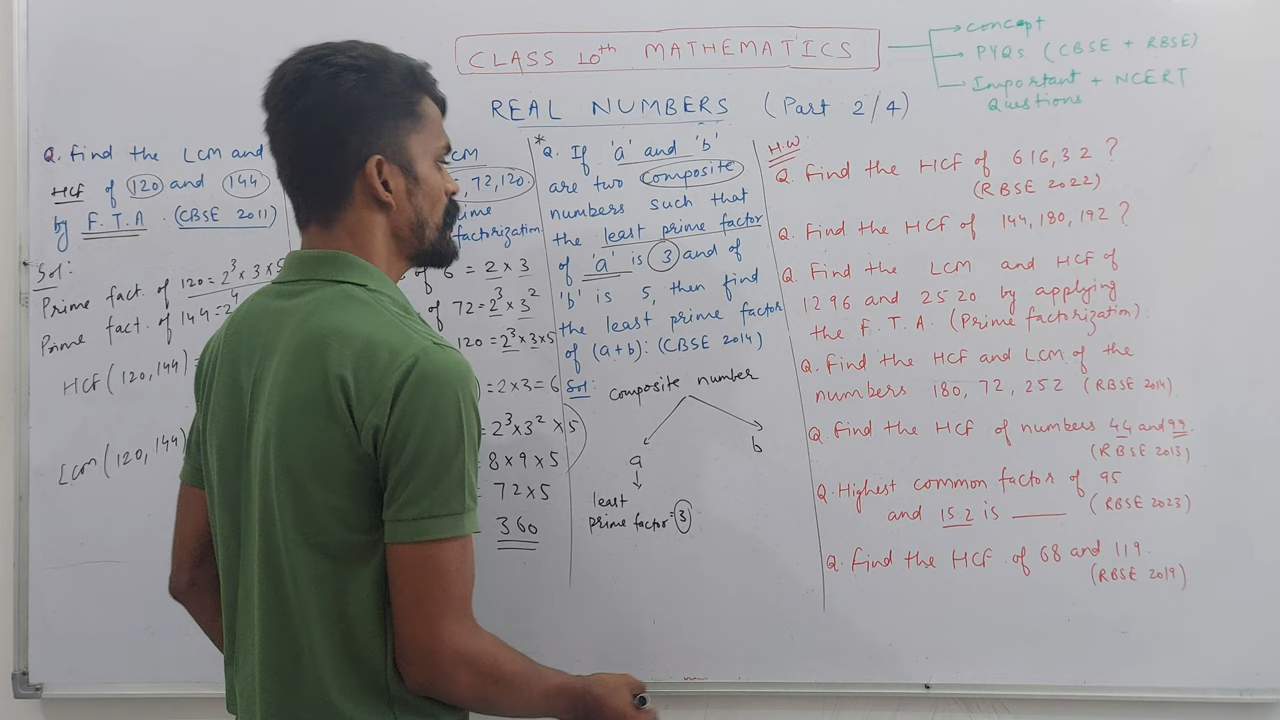 CLASS 10th MATHEMATICS
concept
PYQs (CBSE + RBSE)
Important + NCERT
Questions
REAL NUMBERS (Part 2/4)
Q. Find the LCM and
HCF of 120 and 144
by F.T.A. (CBSE 2011)
Sol:
Prime fact. of 120 = 2³ × 3 × 5
Prime fact. of 144 = 2⁴
HCF (120, 144) =
LCM (120, 144)
72, 120.
factorization
of 6 = 2 × 3
of 72 = 2³ × 3²
120 = 2³ × 3 × 5
) = 2 × 3 = 6
= 2³ × 3² × 5
= 8 × 9 × 5
= 72 × 5
= 360
*Q. If 'a' and 'b'
are two composite
numbers such that
the least prime factor
of 'a' is 3 and of
'b' is 5, then find
the least prime factor
of (a+b): (CBSE 2014)
Sol: composite number
a
b
least
prime factor = 3
H.W
Q. Find the HCF of 616, 32 ?
(RBSE 2022)
Q. Find the HCF of 144, 180, 192 ?
Q. Find the LCM and HCF of
1296 and 2520 by applying
the F.T.A. (Prime factorization).
Q. Find the HCF and LCM of the
numbers 180, 72, 252 (RBSE 2014)
Q. Find the HCF of numbers 44 and 99.
(RBSE 2013)
Q. Highest common factor of 95
and 152 is ____ (RBSE 2023)
Q. Find the HCF of 68 and 119.
(RBSE 2019)